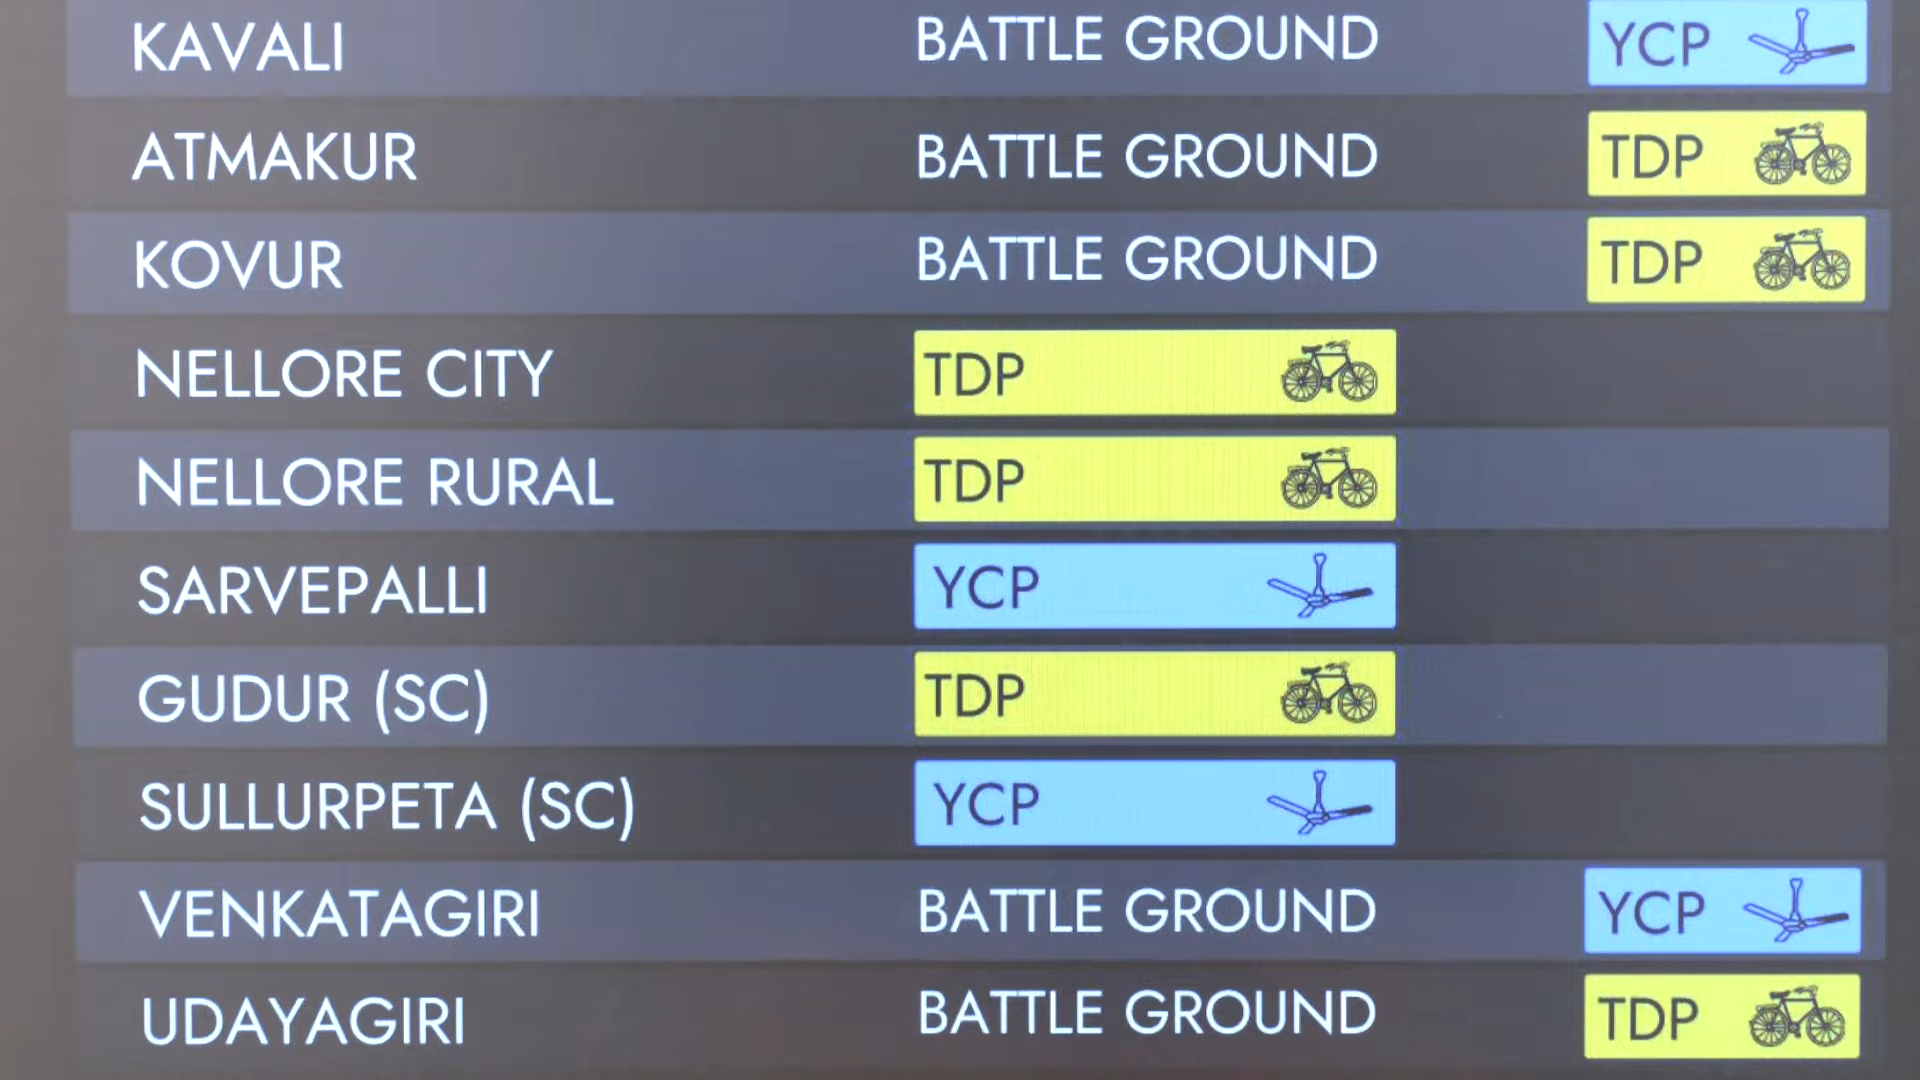 KAVALI BATTLE GROUND YCP
ATMAKUR BATTLE GROUND TDP
KOVUR BATTLE GROUND TDP
NELLORE CITY TDP
NELLORE RURAL TDP
SARVEPALLI YCP
GUDUR (SC) TDP
SULLURPETA (SC) YCP
VENKATAGIRI BATTLE GROUND YCP
UDAYAGIRI BATTLE GROUND TDP